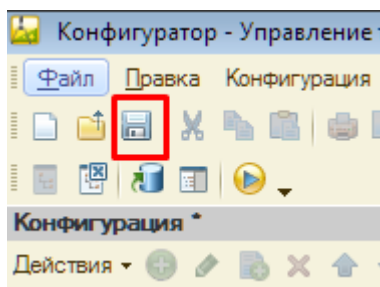 Конфигуратор - Управление
Файл Правка Конфигурация
Конфигурация *
Действия